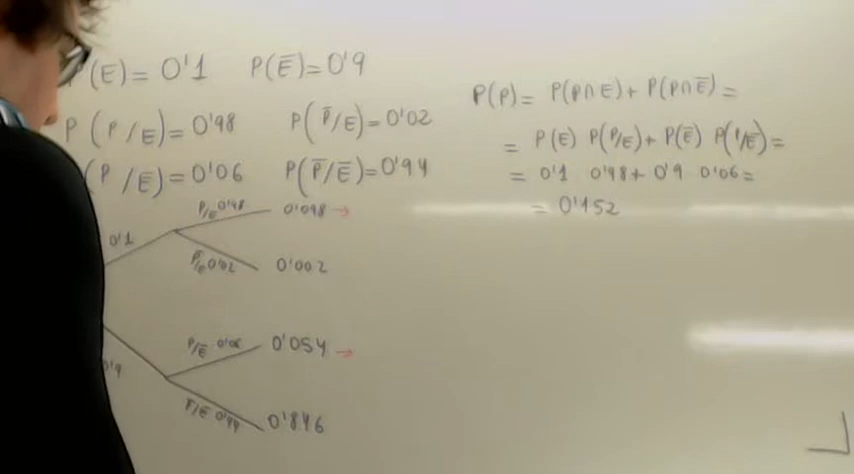 P(E) = 0'1 P(E̅) = 0'9
P(P/E) = 0'98 P(P̅/E) = 0'02
(P/E̅) = 0'06 P(P̅/E̅) = 0'94
0'1
P/E 0'98 0'098 →
P̅/E 0'02 0'002
0'9
P/E̅ 0'06 0'054 →
P̅/E̅ 0'94 0'846
P(P) = P(P∩E) + P(P∩E̅) =
= P(E) P(P/E) + P(E̅) P(P/E̅) =
= 0'1 0'98 + 0'9 0'06 =
= 0'152